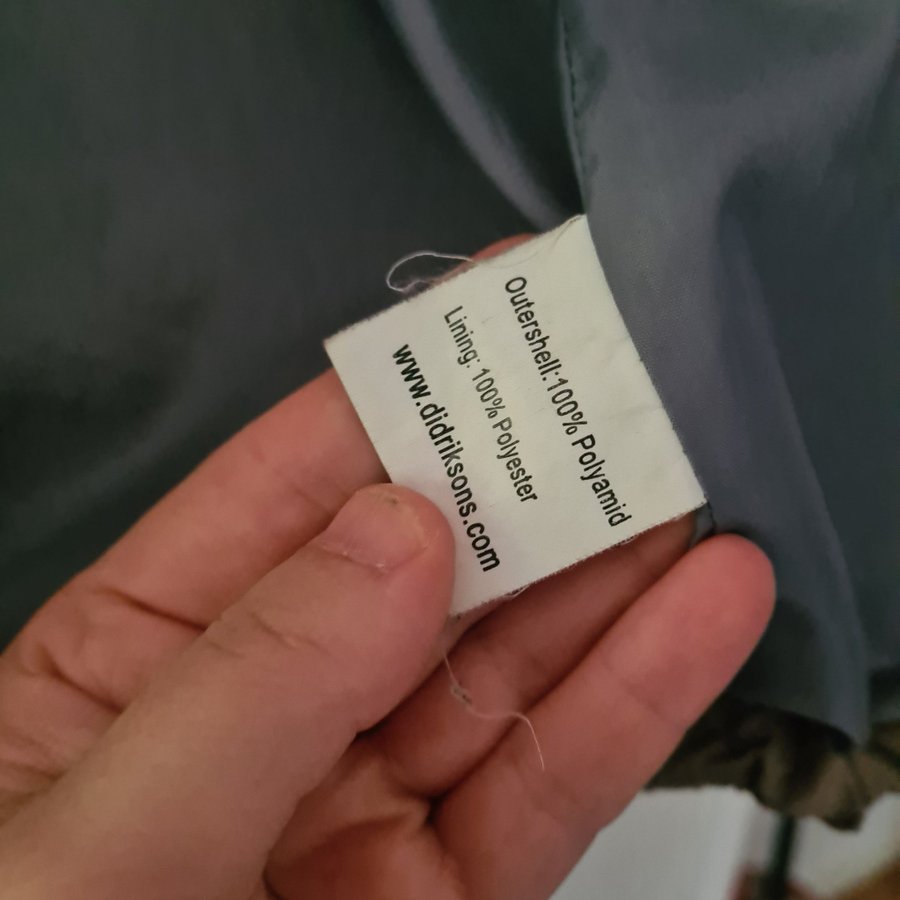 Outershell:100% Polyamid
Lining: 100% Polyester
www.didriksons.com